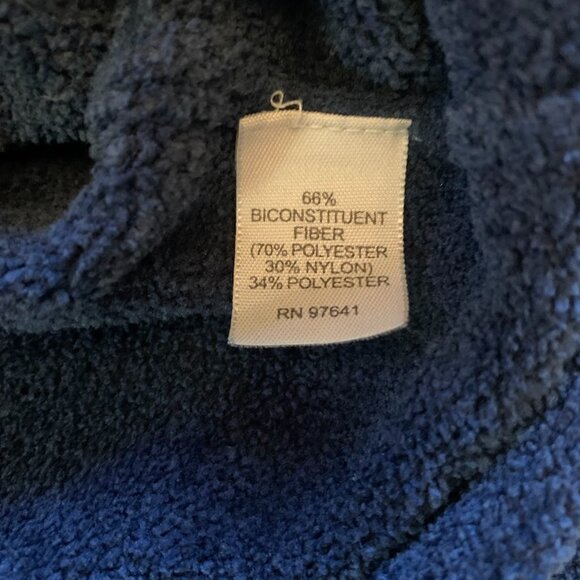 66%
BICONSTITUENT
FIBER
(70% POLYESTER
30% NYLON)
34% POLYESTER
RN 97641